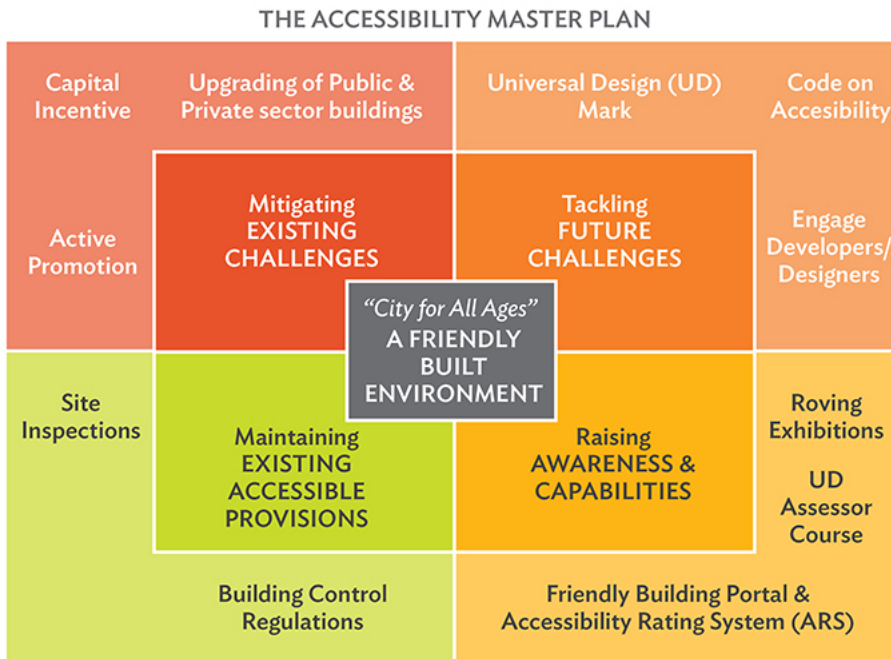 THE ACCESSIBILITY MASTER PLAN
Capital
Incentive
Upgrading of Public &
Private sector buildings
Universal Design (UD)
Mark
Code on
Accesibility
Active
Promotion
Mitigating
EXISTING
CHALLENGES
Tackling
FUTURE
CHALLENGES
Engage
Developers/
Designers
"City for All Ages"
A FRIENDLY
BUILT
ENVIRONMENT
Site
Inspections
Maintaining
EXISTING
ACCESSIBLE
PROVISIONS
Raising
AWARENESS &
CAPABILITIES
Roving
Exhibitions
UD
Assessor
Course
Building Control
Regulations
Friendly Building Portal &
Accessibility Rating System (ARS)